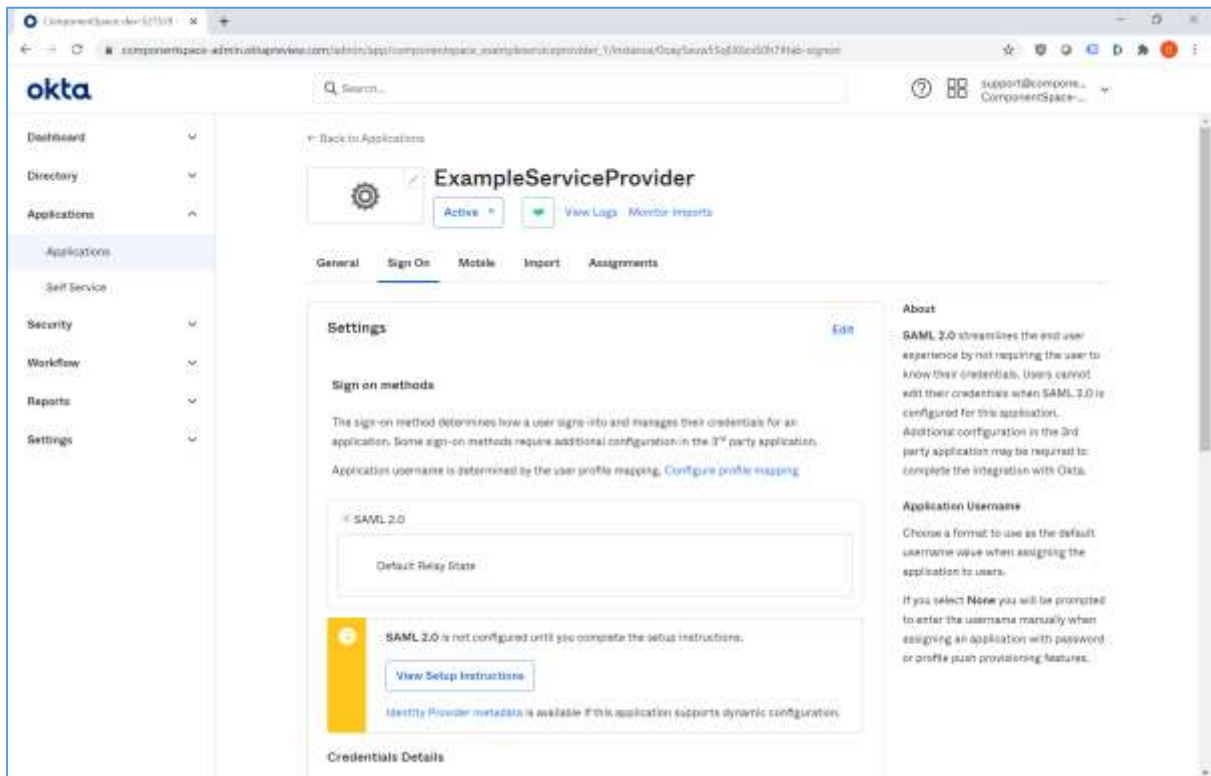 okta
Search...
support@compone...
ComponentSpace-...
Dashboard
Directory
Applications
Applications
Self Service
Security
Workflow
Reports
Settings
← Back to Applications
ExampleServiceProvider
Active
View Logs Monitor Imports
General Sign On Mobile Import Assignments
Settings
Edit
Sign on methods
The sign-on method determines how a user signs into and manages their credentials for an
application. Some sign-on methods require additional configuration in the 3rd party application.
Application username is determined by the user profile mapping. Configure profile mapping
SAML 2.0
Default Relay State
SAML 2.0 is not configured until you complete the setup instructions.
View Setup Instructions
Identity Provider metadata is available if this application supports dynamic configuration.
Credentials Details
About
SAML 2.0 streamlines the end user
experience by not requiring the user to
know their credentials. Users cannot
edit their credentials when SAML 2.0 is
configured for this application.
Additional configuration in the 3rd
party application may be required to
complete the integration with Okta.
Application Username
Choose a format to use as the default
username value when assigning the
application to users.
If you select None you will be prompted
to enter the username manually when
assigning an application with password
or profile push provisioning features.